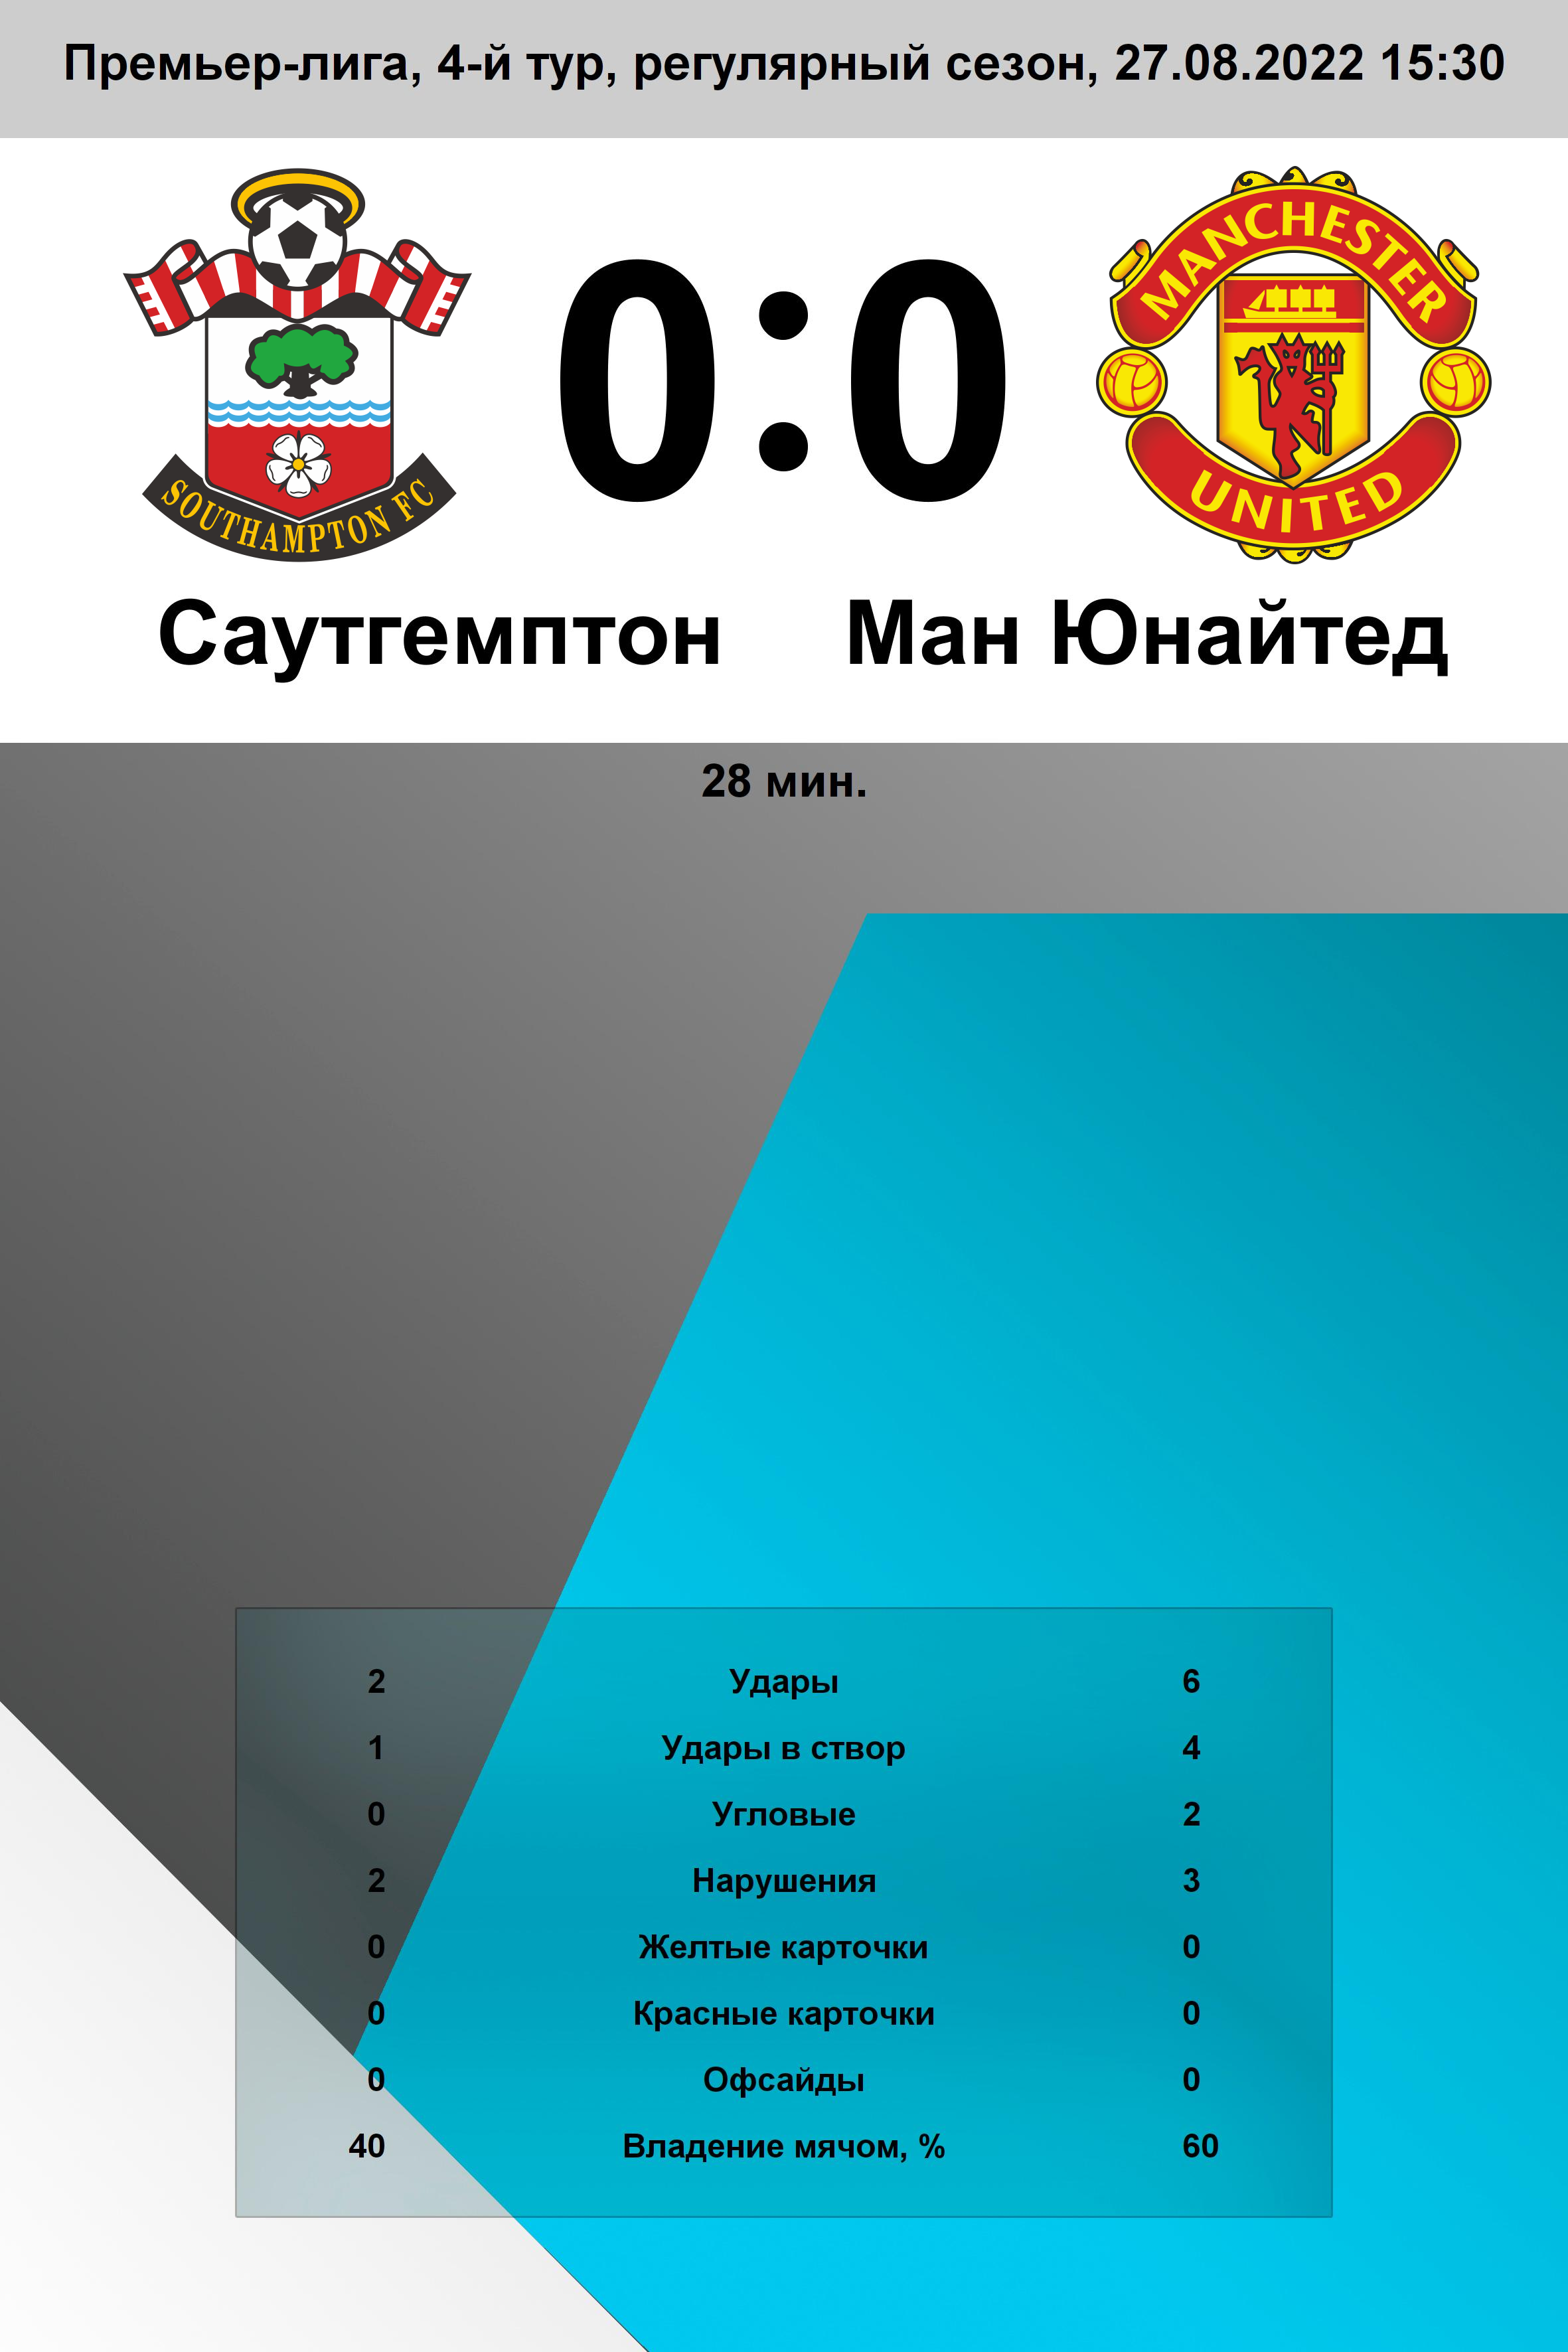 Премьер-лига, 4-й тур, регулярный сезон, 27.08.2022 15:30
0:0
SOUTHAMPTON FC
MANCHESTER
UNITED
Саутгемптон Ман Юнайтед
28 мин.
2 Удары 6
1 Удары в створ 4
0 Угловые 2
2 Нарушения 3
0 Желтые карточки 0
0 Красные карточки 0
0 Офсайды 0
40 Владение мячом, % 60